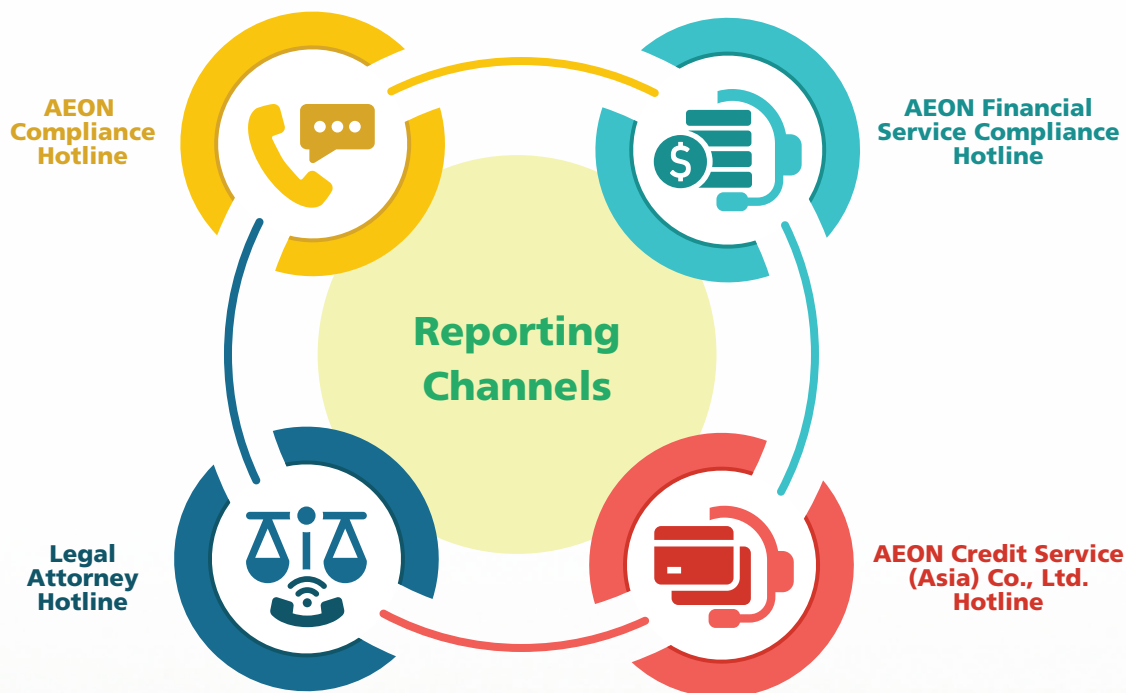 AEON
Compliance
Hotline
AEON Financial
Service Compliance
Hotline
$
Reporting
Channels
Legal
Attorney
Hotline
AEON Credit Service
(Asia) Co., Ltd.
Hotline